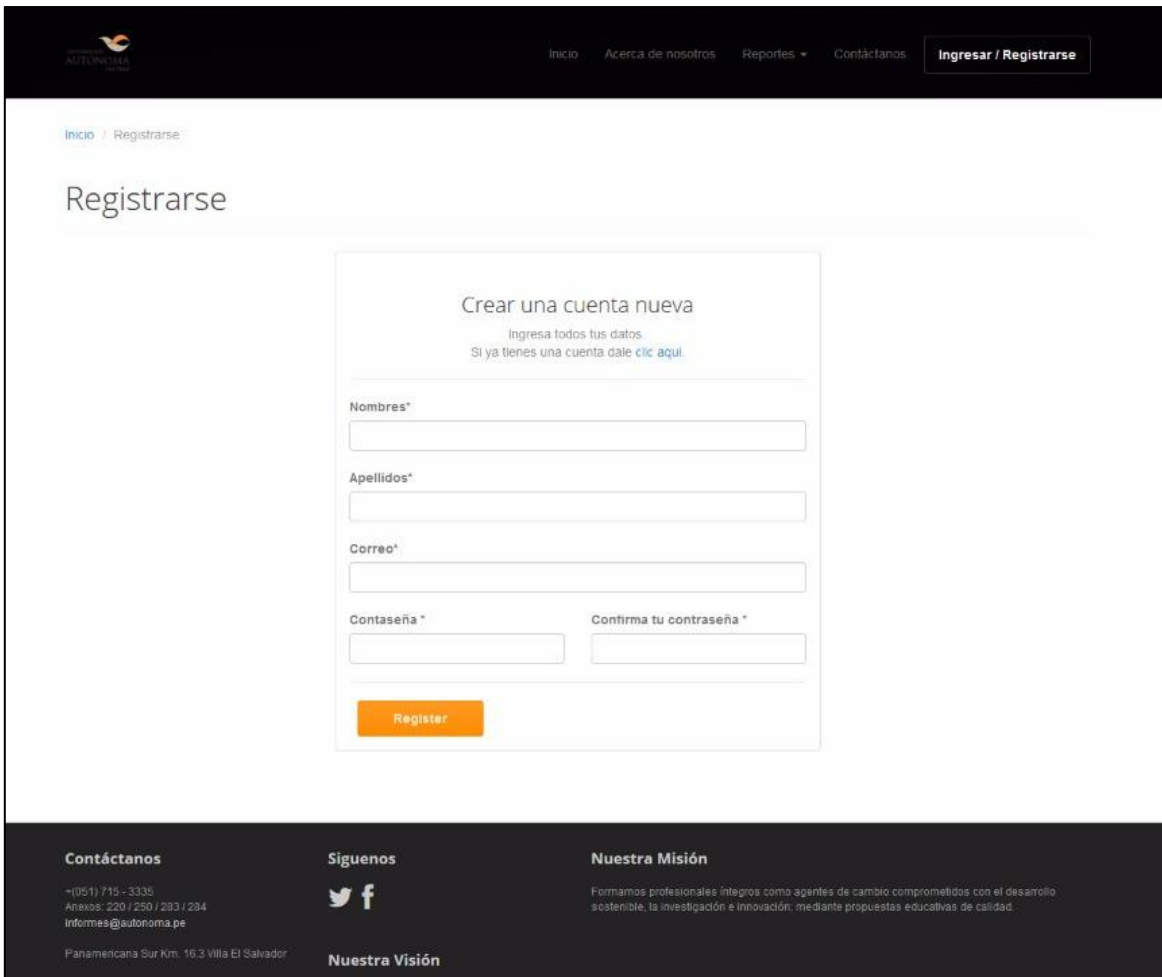 AUTONOMA
Inicio Acerca de nosotros Reportes Contáctanos Ingresar / Registrarse
Inicio / Registrarse
Registrarse
Crear una cuenta nueva
Ingresa todos tus datos
Si ya tienes una cuenta dale clic aqui.
Nombres*
Apellidos*
Correo*
Contaseña * Confirma tu contraseña *
Register
Contáctanos
+(051) 715 - 3335
Anexos: 220 / 250 / 283 / 284
informes@autonoma.pe
Panamericana Sur Km. 16.3 Villa El Salvador
Siguenos
Nuestra Visión
Nuestra Misión
Formamos profesionales íntegros como agentes de cambio comprometidos con el desarrollo
sostenible, la investigación e innovación; mediante propuestas educativas de calidad.